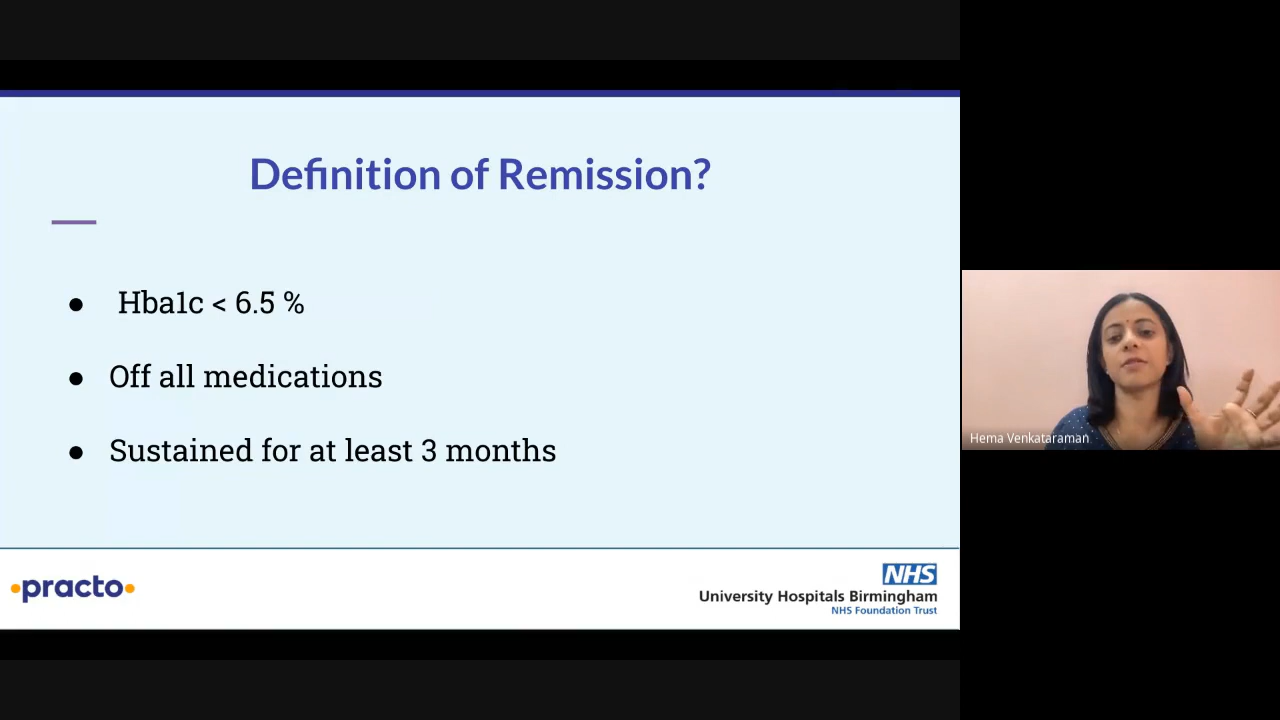 Definition of Remission?
● Hba1c < 6.5 %
● Off all medications
● Sustained for at least 3 months
practo
NHS
University Hospitals Birmingham
NHS Foundation Trust
Hema Venkataraman